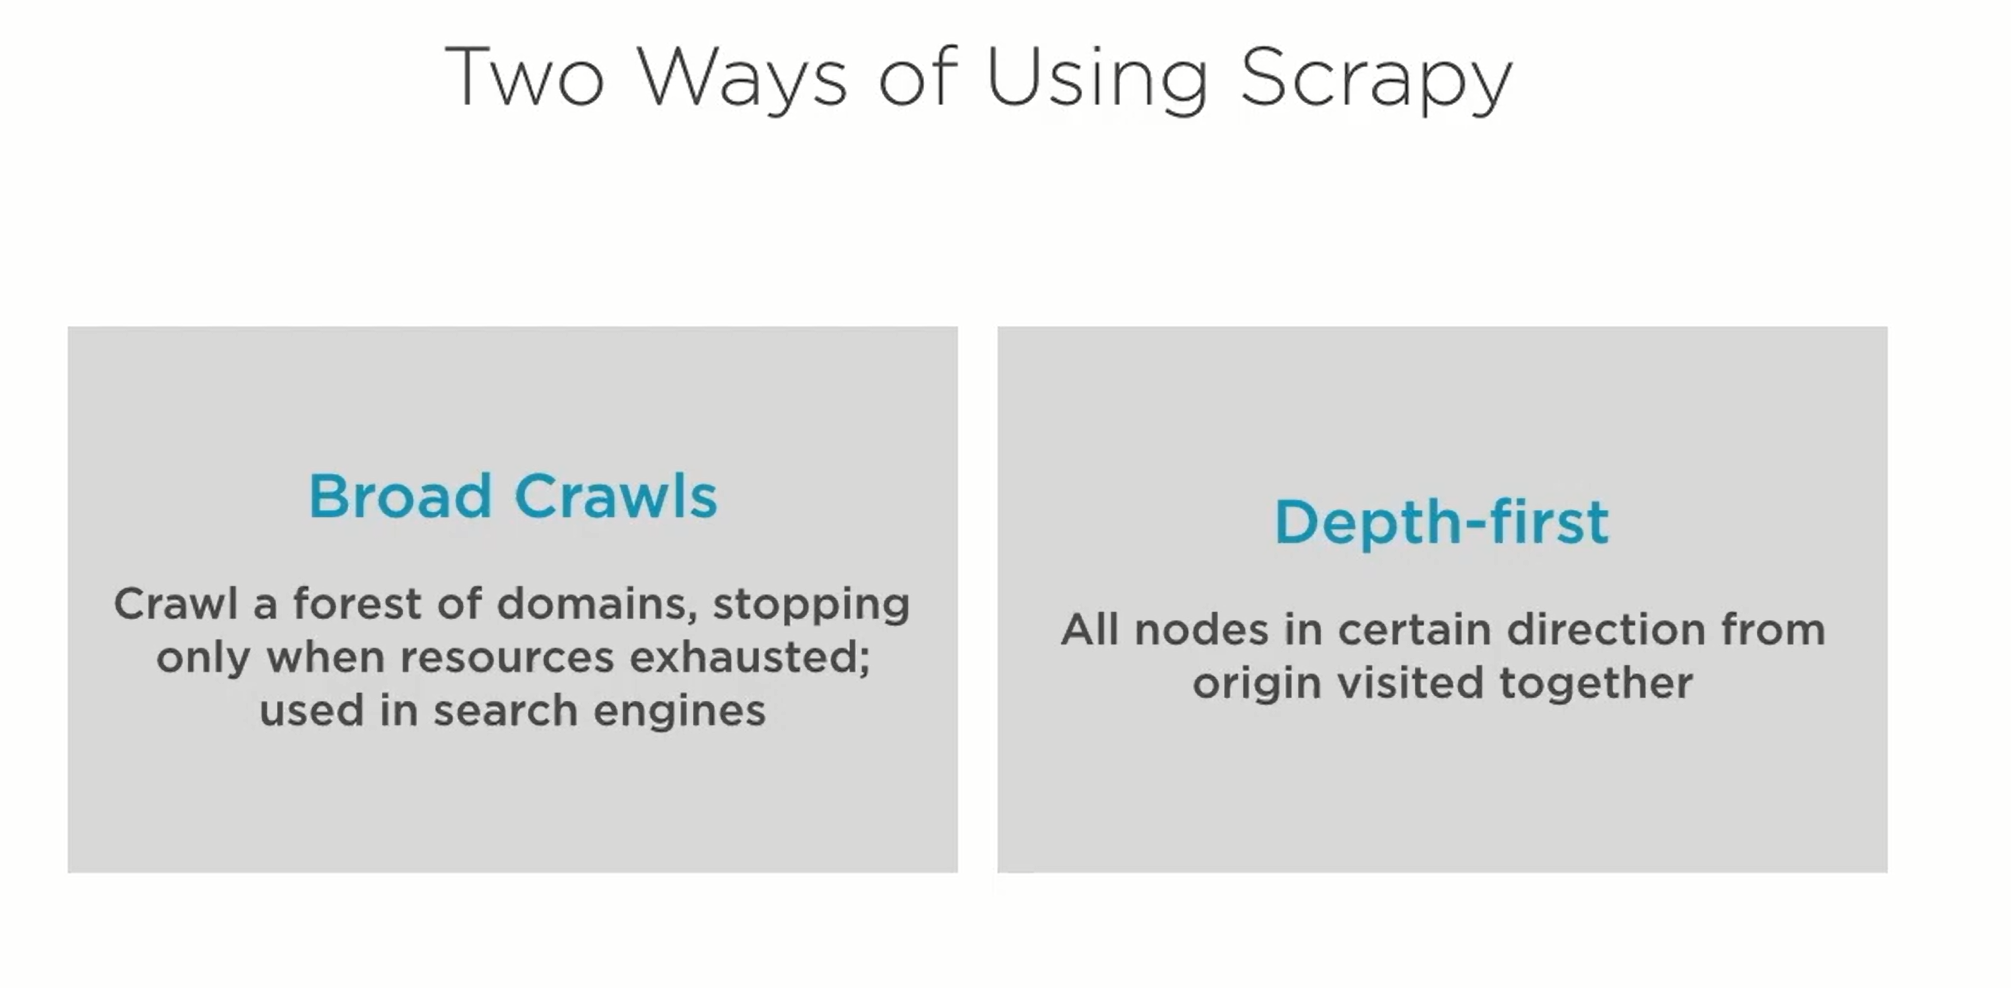 Two Ways of Using Scrapy
Broad Crawls
Crawl a forest of domains, stopping
only when resources exhausted;
used in search engines
Depth-first
All nodes in certain direction from
origin visited together